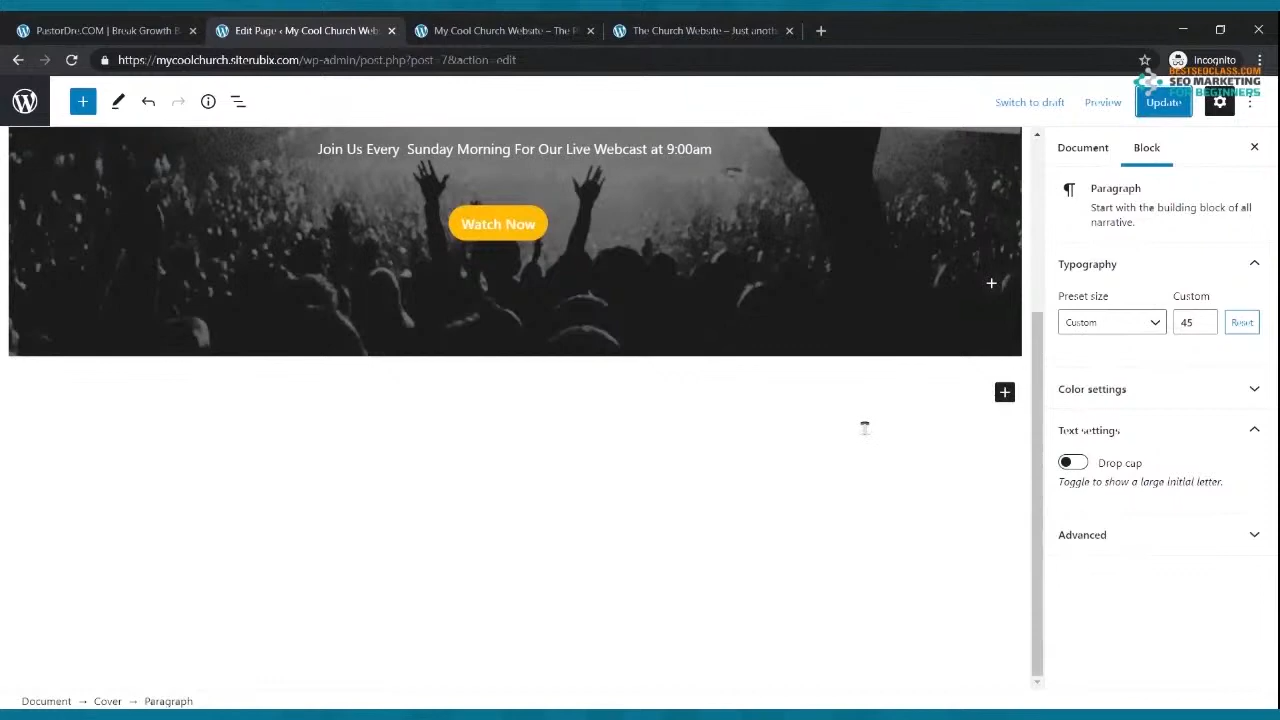 PastorDre.COM | Break Growth B
Edit Page ‹ My Cool Church Web
My Cool Church Website – The P
The Church Website – Just anoth
https://mycoolchurch.siterubix.com/wp-admin/post.php?post=7&action=edit
Incognito
BESTSEOCLASS.COM
SEO MARKETING
FOR BEGINNERS
Switch to draft
Preview
Update
Join Us Every Sunday Morning For Our Live Webcast at 9:00am
Watch Now
Document
Block
Paragraph
Start with the building block of all
narrative.
Typography
Preset size
Custom
Custom
45
Reset
Color settings
Text settings
Drop cap
Toggle to show a large initial letter.
Advanced
Document → Cover → Paragraph